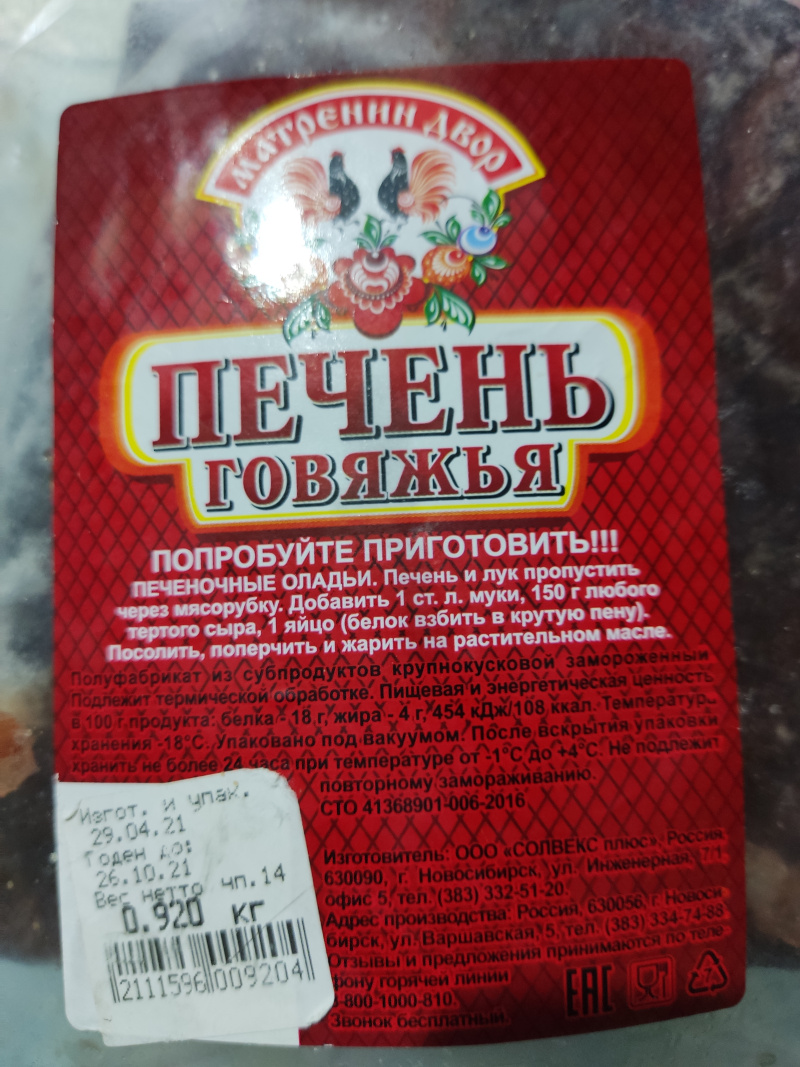 МАТРЕНИН ДВОР
ПЕЧЕНЬ
ГОВЯЖЬЯ
ПОПРОБУЙТЕ ПРИГОТОВИТЬ!!!
ПЕЧЕНОЧНЫЕ ОЛАДЬИ. Печень и лук пропустить
через мясорубку. Добавить 1 ст. л. муки, 150 г любого
тертого сыра, 1 яйцо (белок взбить в крутую пену).
Посолить, поперчить и жарить на растительном масле.
Полуфабрикат из субпродуктов крупнокусковой замороженный
Подлежит термической обработке. Пищевая и энергетическая ценность
в 100 г продукта: белка - 18 г, жира - 4 г, 454 кДж/108 ккал. Температура
хранения -18°С. Упаковано под вакуумом. После вскрытия упаковки
хранить не более 24 часа при температуре от -1°С до +4°С. Не подлежит
повторному замораживанию.
СТО 41368901-006-2016
Изгот. и упак.
29.04.21
Годен до:
26.10.21
Вес нетто чп.14
0.920 кг
2111596 009204
Изготовитель: ООО «СОЛВЕКС плюс», Россия,
630090, г. Новосибирск, ул. Инженерная, 7/1,
офис 5, тел. (383) 332-51-20.
Адрес производства: Россия, 630056, г. Новоси-
бирск, ул. Варшавская, 5, тел. (383) 334-74-88
Отзывы и предложения принимаются по теле-
фону горячей линии
8-800-1000-810.
Звонок бесплатный.
EAC
7